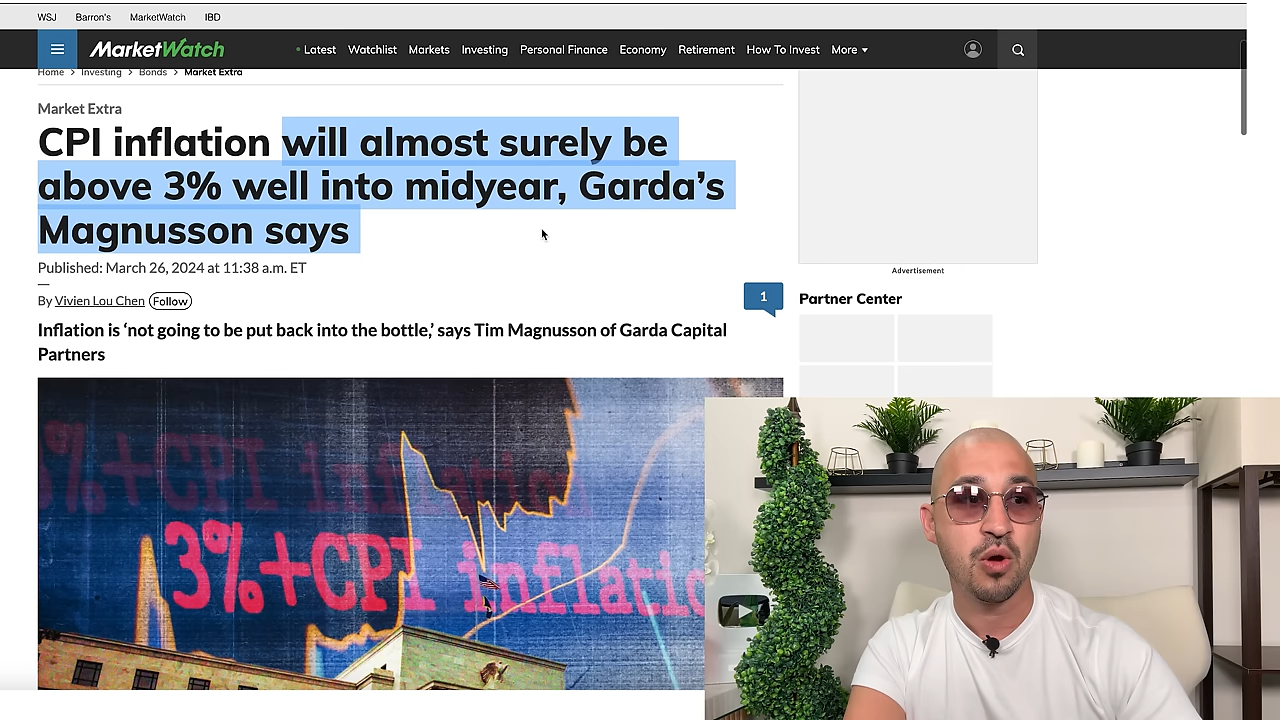 WSJ Barron's MarketWatch IBD
MarketWatch Latest Watchlist Markets Investing Personal Finance Economy Retirement How To Invest More
Home > Investing > Bonds > Market Extra
Market Extra
CPI inflation will almost surely be
above 3% well into midyear, Garda's
Magnusson says
Published: March 26, 2024 at 11:38 a.m. ET
By Vivien Lou Chen Follow
1
Inflation is ‘not going to be put back into the bottle,’ says Tim Magnusson of Garda Capital
Partners
Advertisement
Partner Center
%+CPI inflation
3%+CPI inflatio